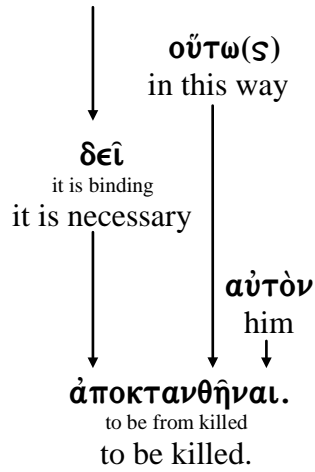 οὕτω(ς)
in this way
δεῖ
it is binding
it is necessary
αὐτὸν
him
ἀποκτανθῆναι.
to be from killed
to be killed.